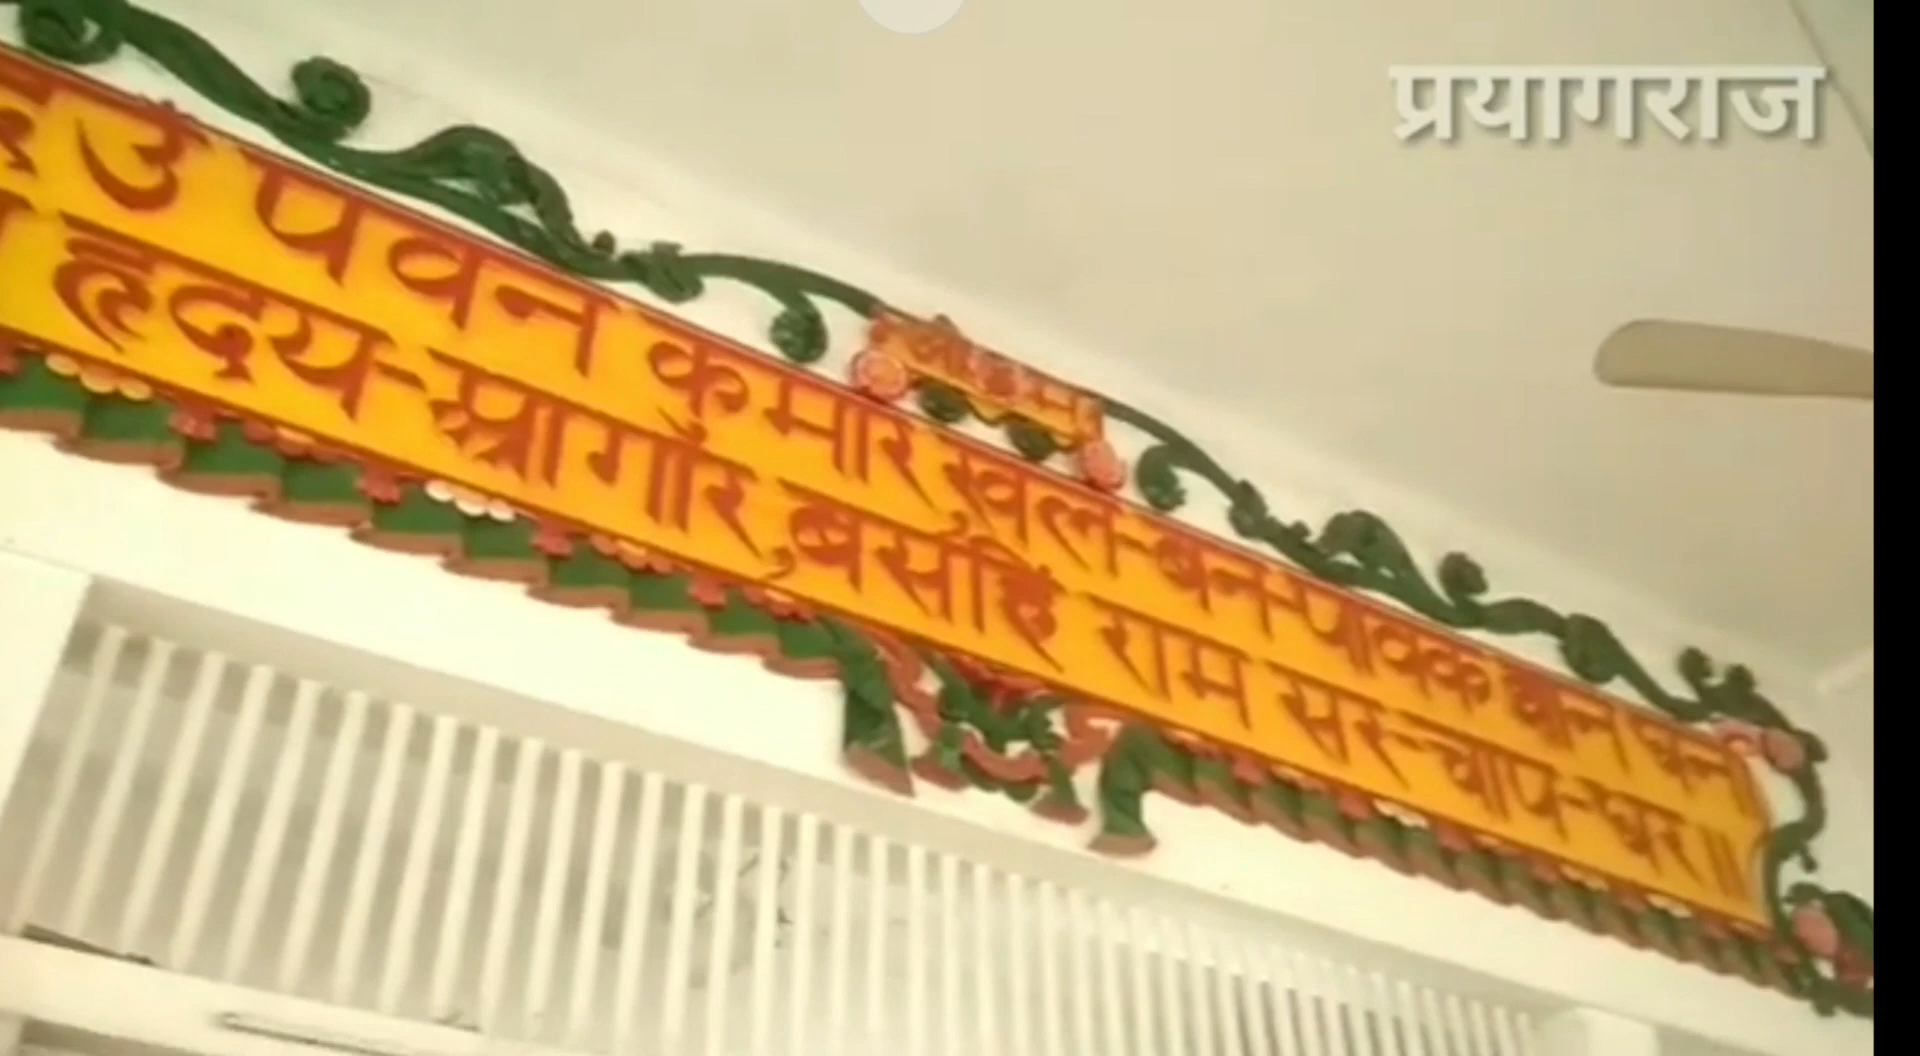 प्रयागराज
उँ पवन कुमार खल-बन-पावक
हृदय-आगार बसहिं राम सर-चाप-धर॥